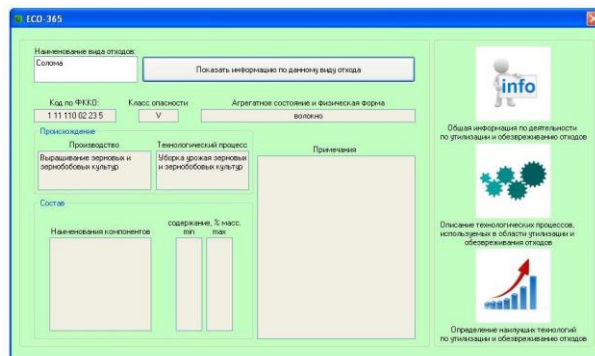 ECO-365
Наименование вида отходов:
Солома
Показать информацию по данному виду отхода
Код по ФККО:
Класс опасности
Агрегатное состояние и физическая форма
1 11 110 02 23 5
V
волокно
Происхождение
Производство
Технологический процесс
Выращивание зерновых и
зернобобовых культур
Уборка урожая зерновых
и зернобобовых культур
Примечания
Состав
Наименования компонентов
содержание, % масс.
min
max
info
Общая информация по деятельности
по утилизации и обезвреживанию отходов
Описание технологических процессов,
используемых в области утилизации и
обезвреживания отходов
Определение наилучших технологий
по утилизации и обезвреживанию отходов